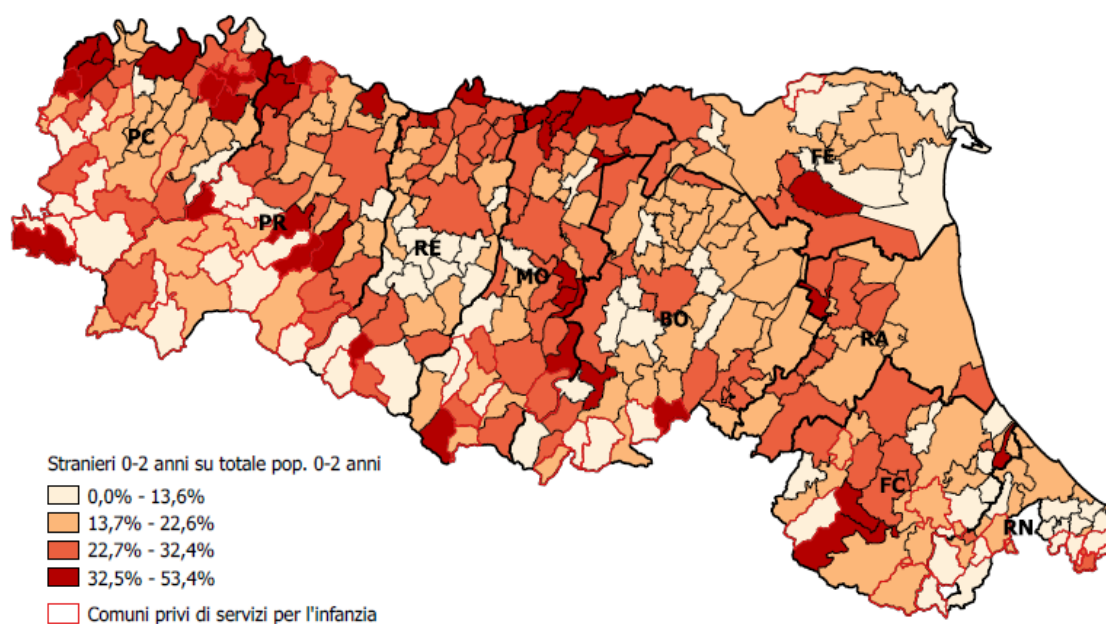 PC
PR
RE
MO
BO
FE
RA
FC
RN
Stranieri 0-2 anni su totale pop. 0-2 anni
0,0% - 13,6%
13,7% - 22,6%
22,7% - 32,4%
32,5% - 53,4%
Comuni privi di servizi per l'infanzia